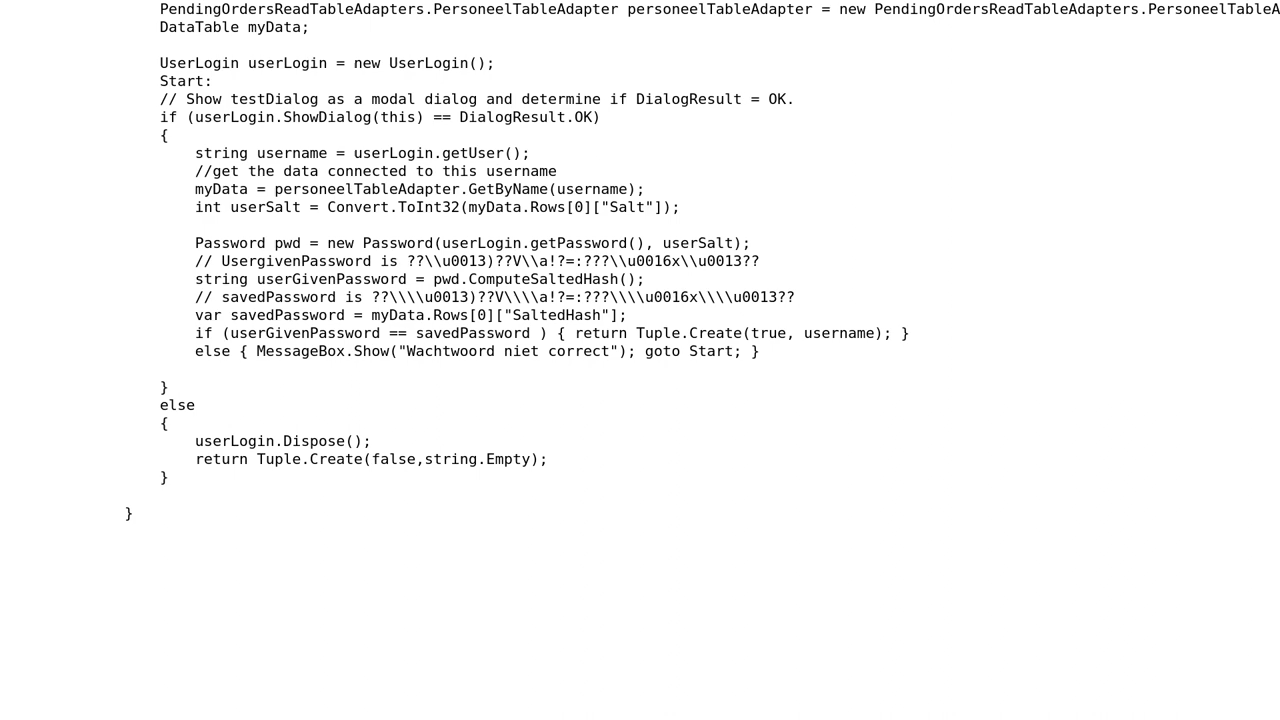 PendingOrdersReadTableAdapters.PersoneelTableAdapter personeelTableAdapter = new PendingOrdersReadTableAdapters.PersoneelTableA
DataTable myData;
UserLogin userLogin = new UserLogin();
Start:
// Show testDialog as a modal dialog and determine if DialogResult = OK.
if (userLogin.ShowDialog(this) == DialogResult.OK)
{
string username = userLogin.getUser();
//get the data connected to this username
myData = personeelTableAdapter.GetByName(username);
int userSalt = Convert.ToInt32(myData.Rows[0]["Salt"]);
Password pwd = new Password(userLogin.getPassword(), userSalt);
// UsergivenPassword is ??\\u0013)??V\\a!?=:???\\u0016x\\u0013??
string userGivenPassword = pwd.ComputeSaltedHash();
// savedPassword is ??\\\\u0013)??V\\\\a!?=:???\\\\u0016x\\\\u0013??
var savedPassword = myData.Rows[0]["SaltedHash"];
if (userGivenPassword == savedPassword ) { return Tuple.Create(true, username); }
else { MessageBox.Show("Wachtwoord niet correct"); goto Start; }
}
else
{
userLogin.Dispose();
return Tuple.Create(false,string.Empty);
}
}